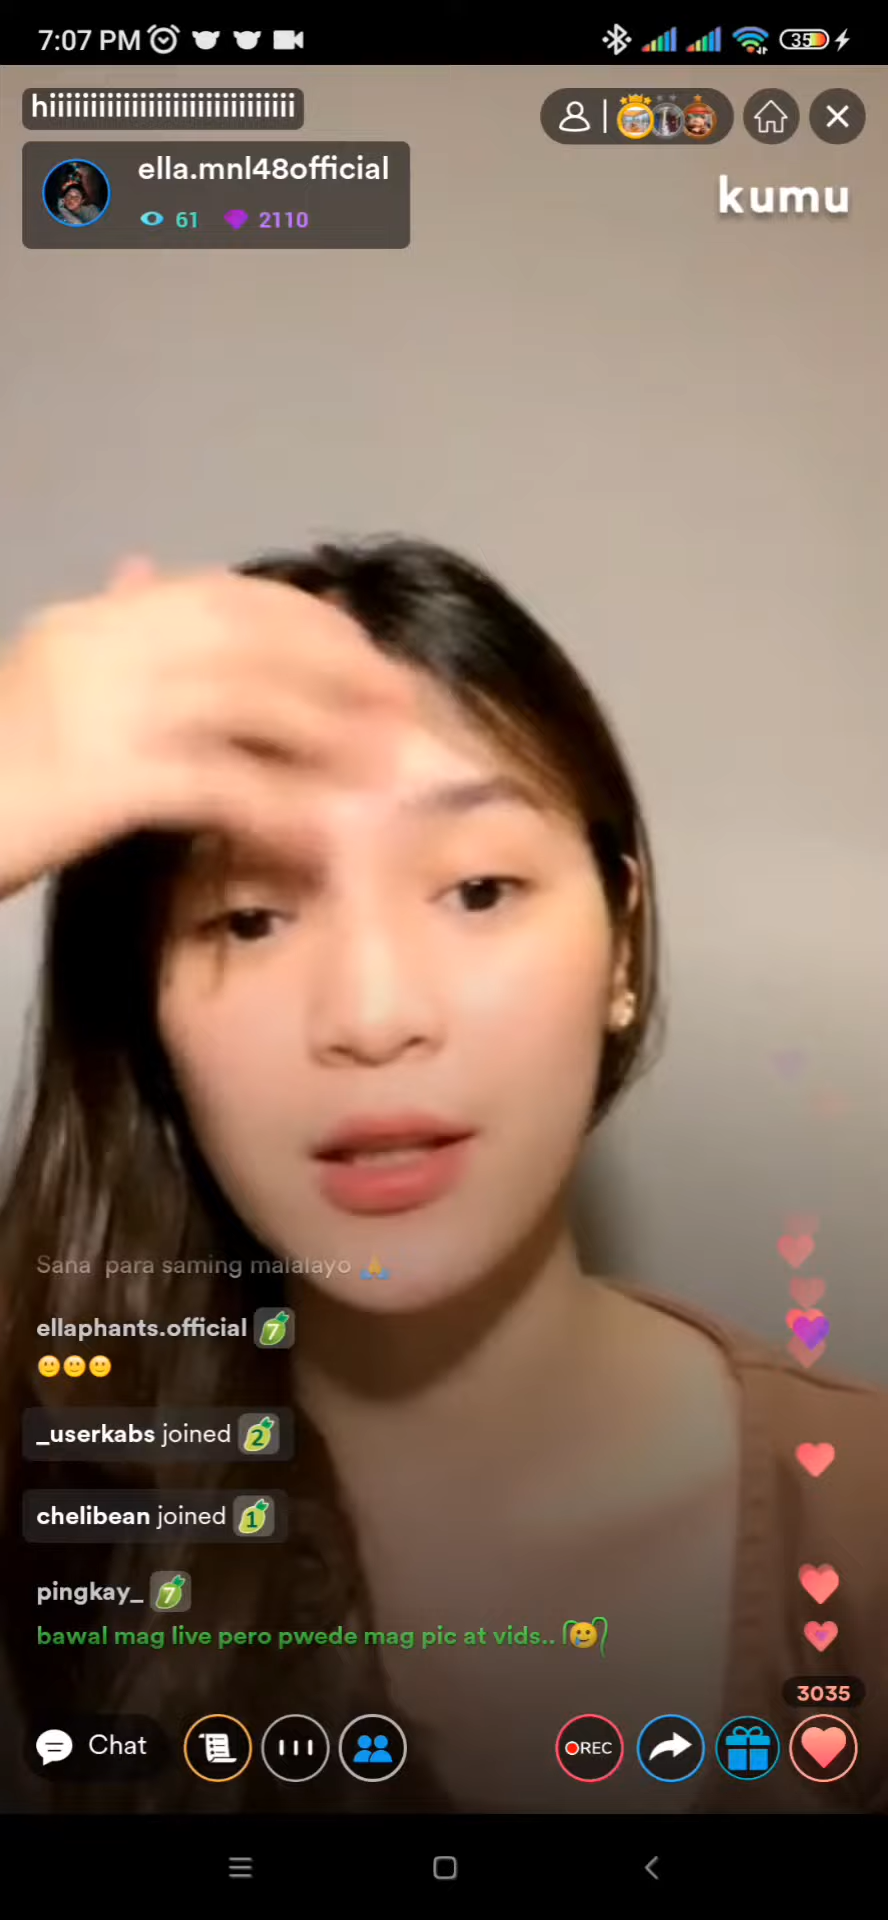 7:07 PM
35
hiiiiiiiiiiiiiiiiiiiiiiiiiiiiii
ella.mnl48official
61 2110
kumu
Sana para saming malalayo 🙏
ellaphants.official 7
🙂🙂🙂
_userkabs joined 2
chelibean joined 1
pingkay_ 7
bawal mag live pero pwede mag pic at vids.. 🥲
3035
Chat
REC